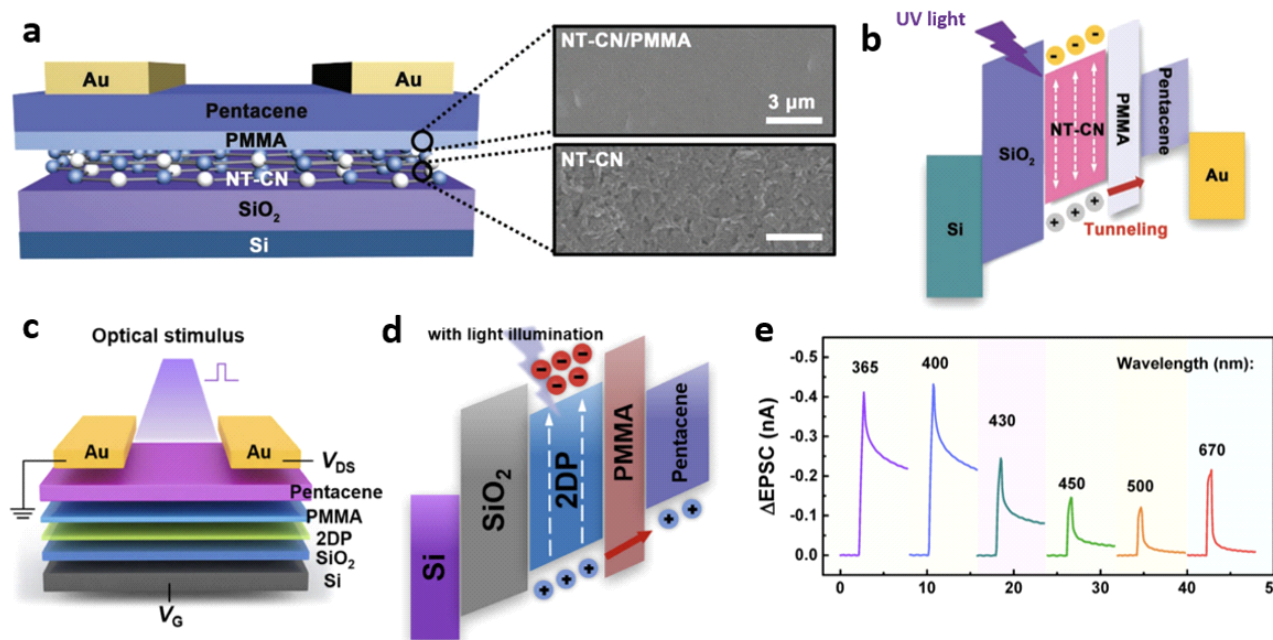 a
Au
Au
Pentacene
PMMA
NT-CN
SiO₂
Si
NT-CN/PMMA
3 μm
NT-CN
b
UV light
Si
SiO₂
NT-CN
PMMA
Pentacene
Au
Tunneling
c
Optical stimulus
Au
Au
V_DS
Pentacene
PMMA
2DP
SiO₂
Si
V_G
d
with light illumination
Si
SiO₂
2DP
PMMA
Pentacene
e
ΔEPSC (nA)
-0.5
-0.4
-0.3
-0.2
-0.1
0.0
Wavelength (nm):
365
400
430
450
500
670
0
10
20
30
40